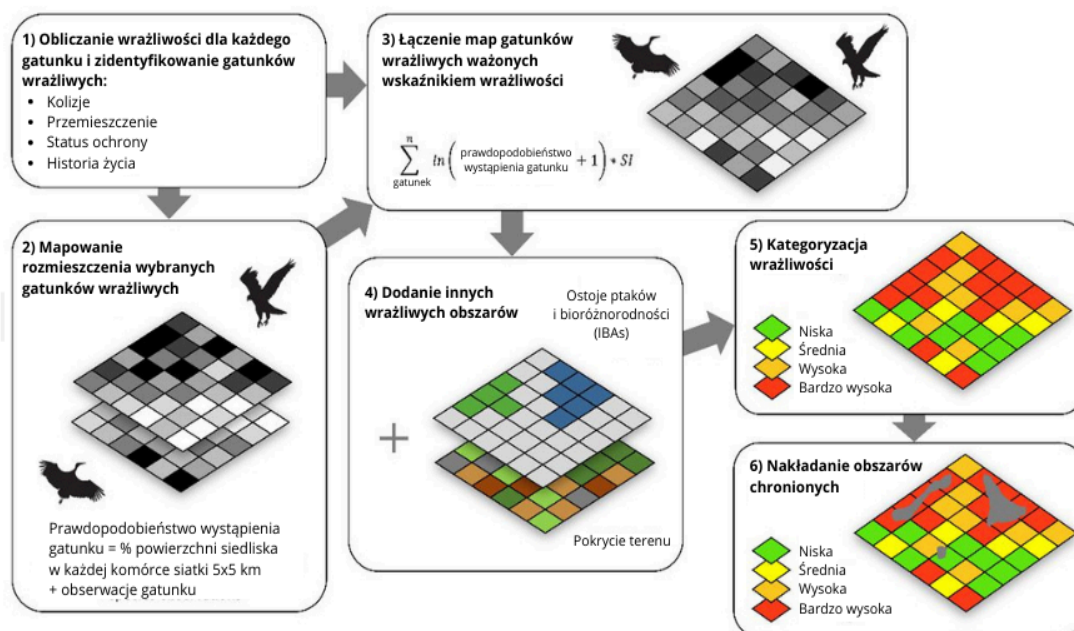 1) Obliczanie wrażliwości dla każdego
gatunku i zidentyfikowanie gatunków
wrażliwych:
• Kolizje
• Przemieszczenie
• Status ochrony
• Historia życia
2) Mapowanie
rozmieszczenia wybranych
gatunków wrażliwych
Prawdopodobieństwo wystąpienia
gatunku = % powierzchni siedliska
w każdej komórce siatki 5x5 km
+ obserwacje gatunku
3) Łączenie map gatunków
wrażliwych ważonych
wskaźnikiem wrażliwości
n
∑ ln ( prawdopodobieństwo wystąpienia gatunku + 1 ) * SI
gatunek
4) Dodanie innych
wrażliwych obszarów
Ostoje ptaków
i bioróżnorodności
(IBAs)
+
Pokrycie terenu
5) Kategoryzacja
wrażliwości
Niska
Średnia
Wysoka
Bardzo wysoka
6) Nakładanie obszarów
chronionych
Niska
Średnia
Wysoka
Bardzo wysoka